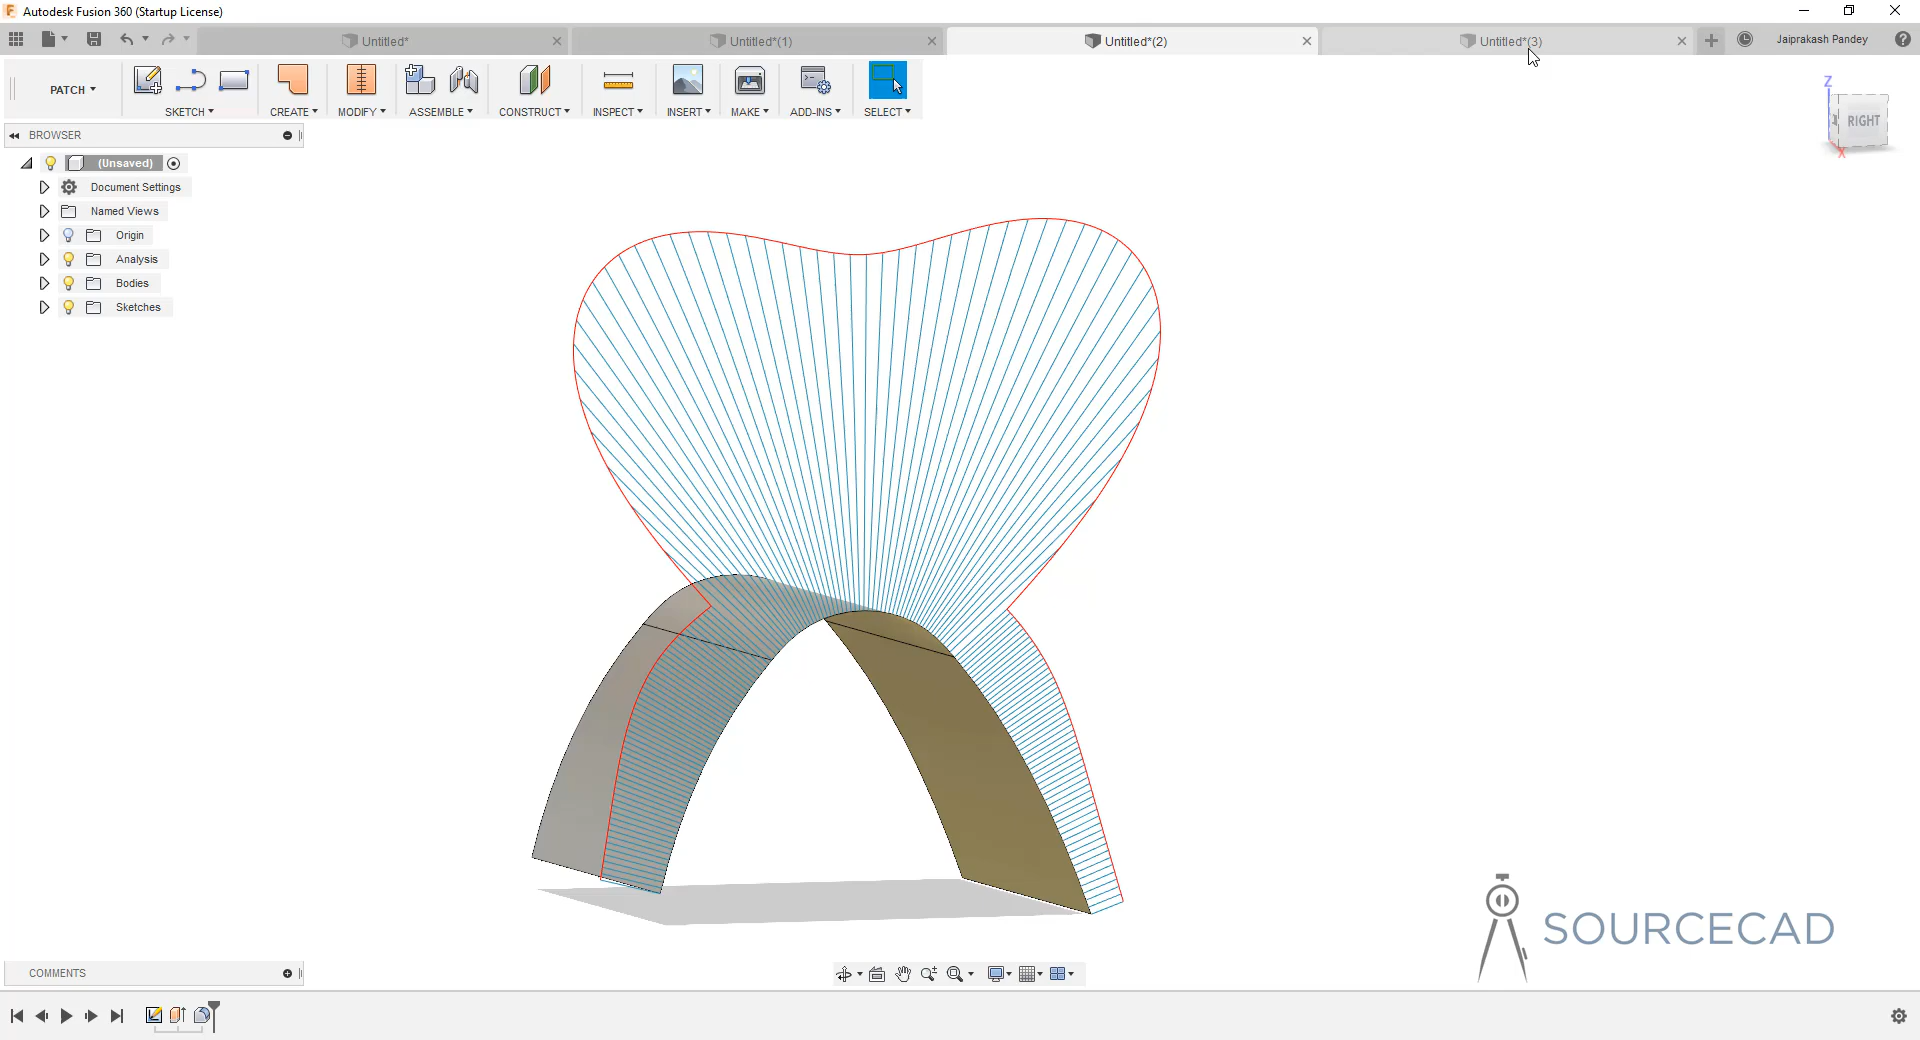 Autodesk Fusion 360 (Startup License)
Untitled* Untitled*(1) Untitled*(2) Untitled*(3) Jaiprakash Pandey
PATCH SKETCH CREATE MODIFY ASSEMBLE CONSTRUCT INSPECT INSERT MAKE ADD-INS SELECT
Z
RIGHT
X
BROWSER
(Unsaved)
Document Settings
Named Views
Origin
Analysis
Bodies
Sketches
SOURCECAD
COMMENTS